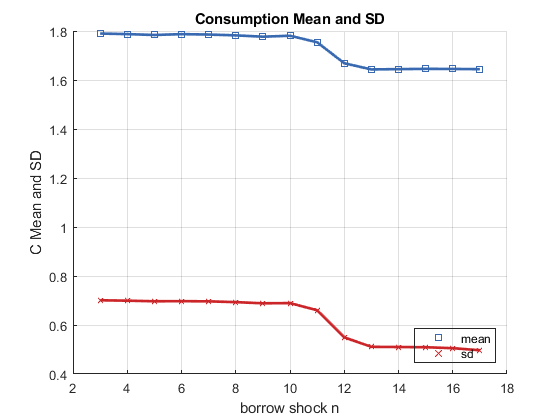 Consumption Mean and SD
C Mean and SD
1.8
1.6
1.4
1.2
1
0.8
0.6
0.4
mean
sd
2 4 6 8 10 12 14 16 18
borrow shock n